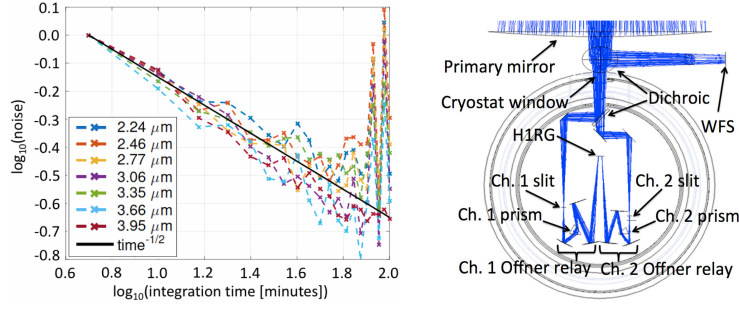 0.1
0.0
-0.1
-0.2
-0.3
-0.4
-0.5
-0.6
-0.7
-0.8
log10(noise)
2.24 μm
2.46 μm
2.77 μm
3.06 μm
3.35 μm
3.66 μm
3.95 μm
time-1/2
0.6 0.8 1.0 1.2 1.4 1.6 1.8 2.0
log10(integration time [minutes])
Primary mirror
Cryostat window
Dichroic
WFS
H1RG
Ch. 1 slit
Ch. 2 slit
Ch. 1 prism
Ch. 2 prism
Ch. 1 Offner relay Ch. 2 Offner relay